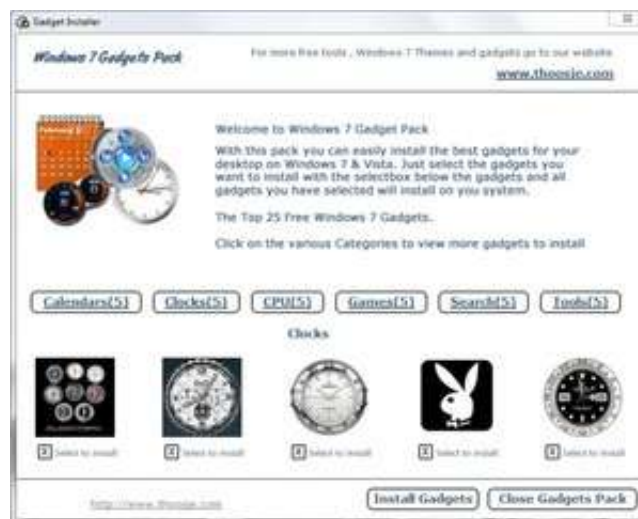 Gadget Installer
Windows 7 Gadgets Pack
For more free tools , Windows 7 Themes and gadgets go to our website
www.thoosje.com
Welcome to Windows 7 Gadget Pack
With this pack you can easily install the best gadgets for your
desktop on Windows 7 & Vista. Just select the gadgets you
want to install with the selectbox below the gadgets and all
gadgets you have selected will install on you system.
The Top 25 Free Windows 7 Gadgets.
Click on the various Categories to view more gadgets to install
Calendars[5] Clocks[5] CPU[5] Games[5] Search[5] Tools[5]
Clocks
X Select to install X Select to install X Select to install X Select to install X Select to install
http://www.thoosje.com
Install Gadgets Close Gadgets Pack